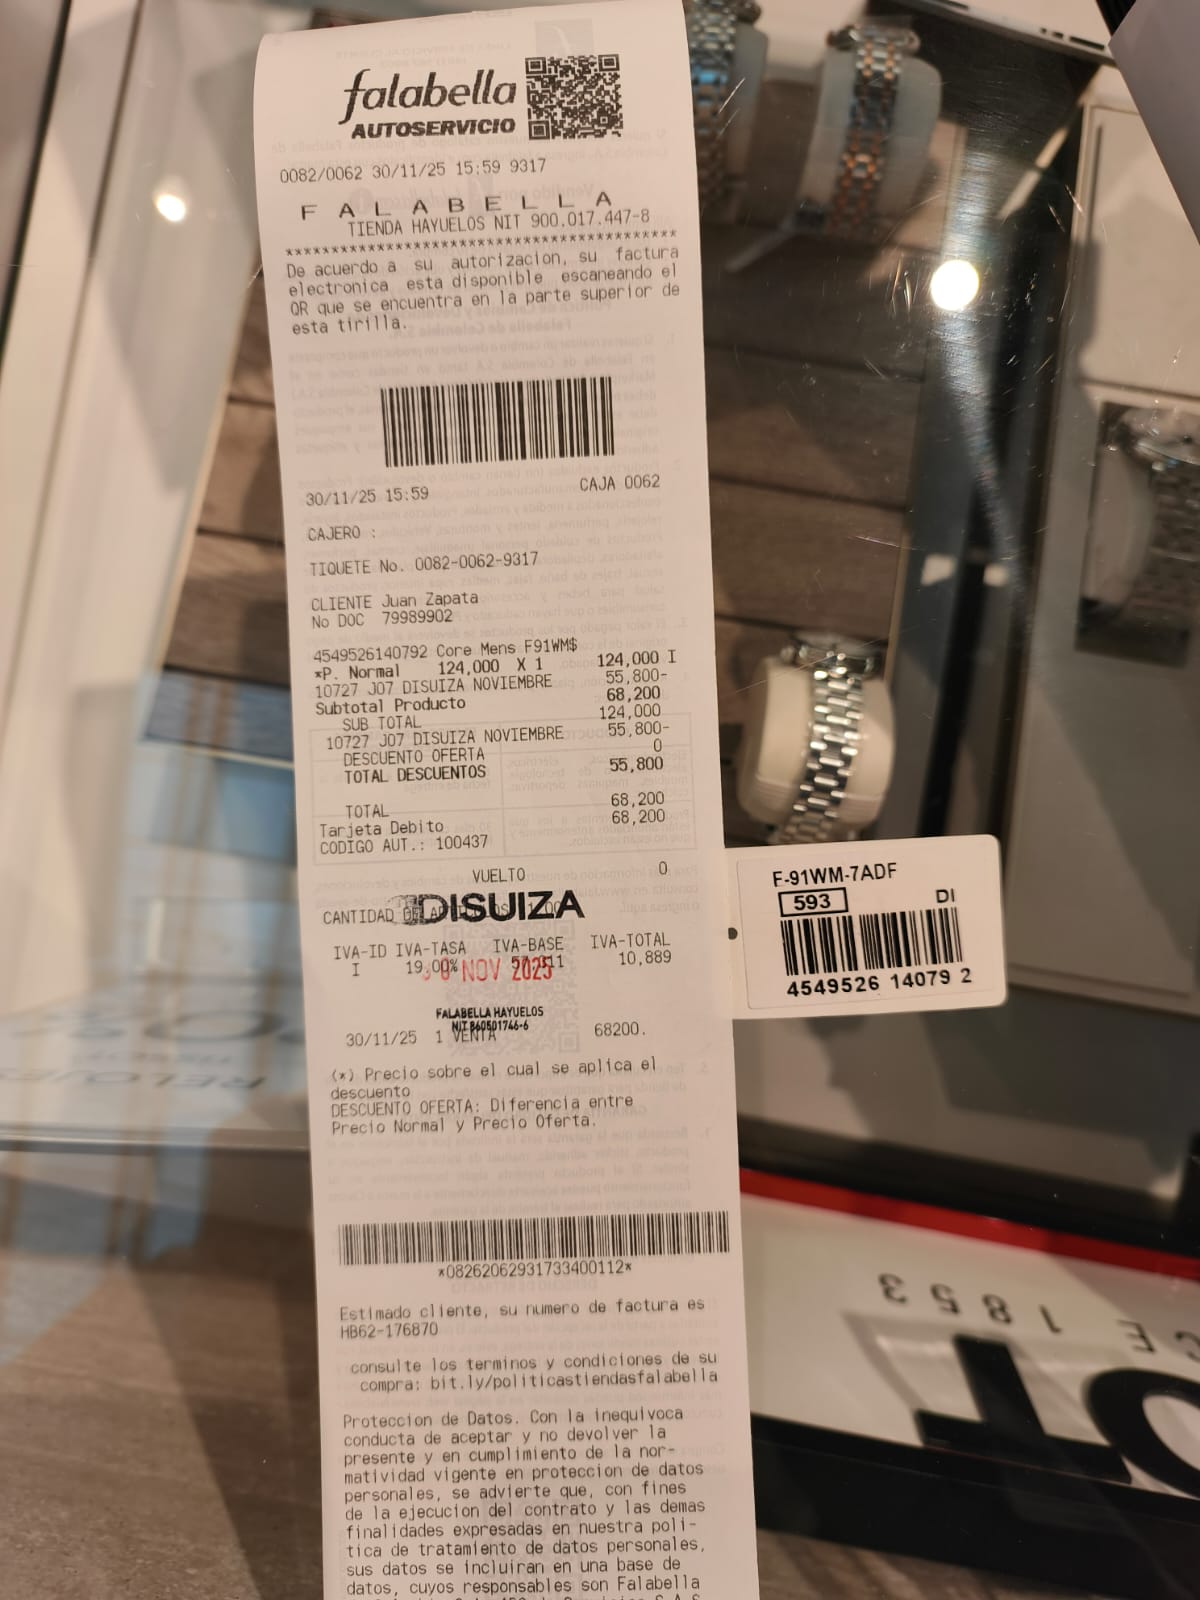 falabella
AUTOSERVICIO
0082/0062 30/11/25 15:59 9317
F A L A B E L L A
TIENDA HAYUELOS NIT 900.017.447-8
******************************************
De acuerdo a su autorizacion, su factura
electronica esta disponible escaneando el
QR que se encuentra en la parte superior de
esta tirilla.
30/11/25 15:59 CAJA 0062
CAJERO :
TIQUETE No. 0082-0062-9317
CLIENTE Juan Zapata
No DOC 79989902
4549526140792 Core Mens F91WM$
*P. Normal 124,000 X 1 124,000 I
10727 J07 DISUIZA NOVIEMBRE 55,800-
Subtotal Producto 68,200
SUB TOTAL 124,000
10727 J07 DISUIZA NOVIEMBRE 55,800-
DESCUENTO OFERTA 0
TOTAL DESCUENTOS 55,800
TOTAL 68,200
Tarjeta Debito 68,200
CODIGO AUT.: 100437
VUELTO 0
CANTIDAD
DISUIZA
IVA-ID IVA-TASA IVA-BASE IVA-TOTAL
I 19.00% 10,889
NOV 2025
FALABELLA HAYUELOS
NIT 860501746-6
30/11/25 1 VENTA 68200.
(*) Precio sobre el cual se aplica el
descuento
DESCUENTO OFERTA: Diferencia entre
Precio Normal y Precio Oferta.
*08262062931733400112*
Estimado cliente, su numero de factura es
HB62-176870
consulte los terminos y condiciones de su
compra: bit.ly/politicastiendasfalabella
Proteccion de Datos. Con la inequivoca
conducta de aceptar y no devolver la
presente y en cumplimiento de la nor-
matividad vigente en proteccion de datos
personales, se advierte que, con fines
de la ejecucion del contrato y las demas
finalidades expresadas en nuestra poli-
tica de tratamiento de datos personales,
sus datos se incluiran en una base de
datos, cuyos responsables son Falabella
F-91WM-7ADF
593 DI
4549526 14079 2
CE 1853